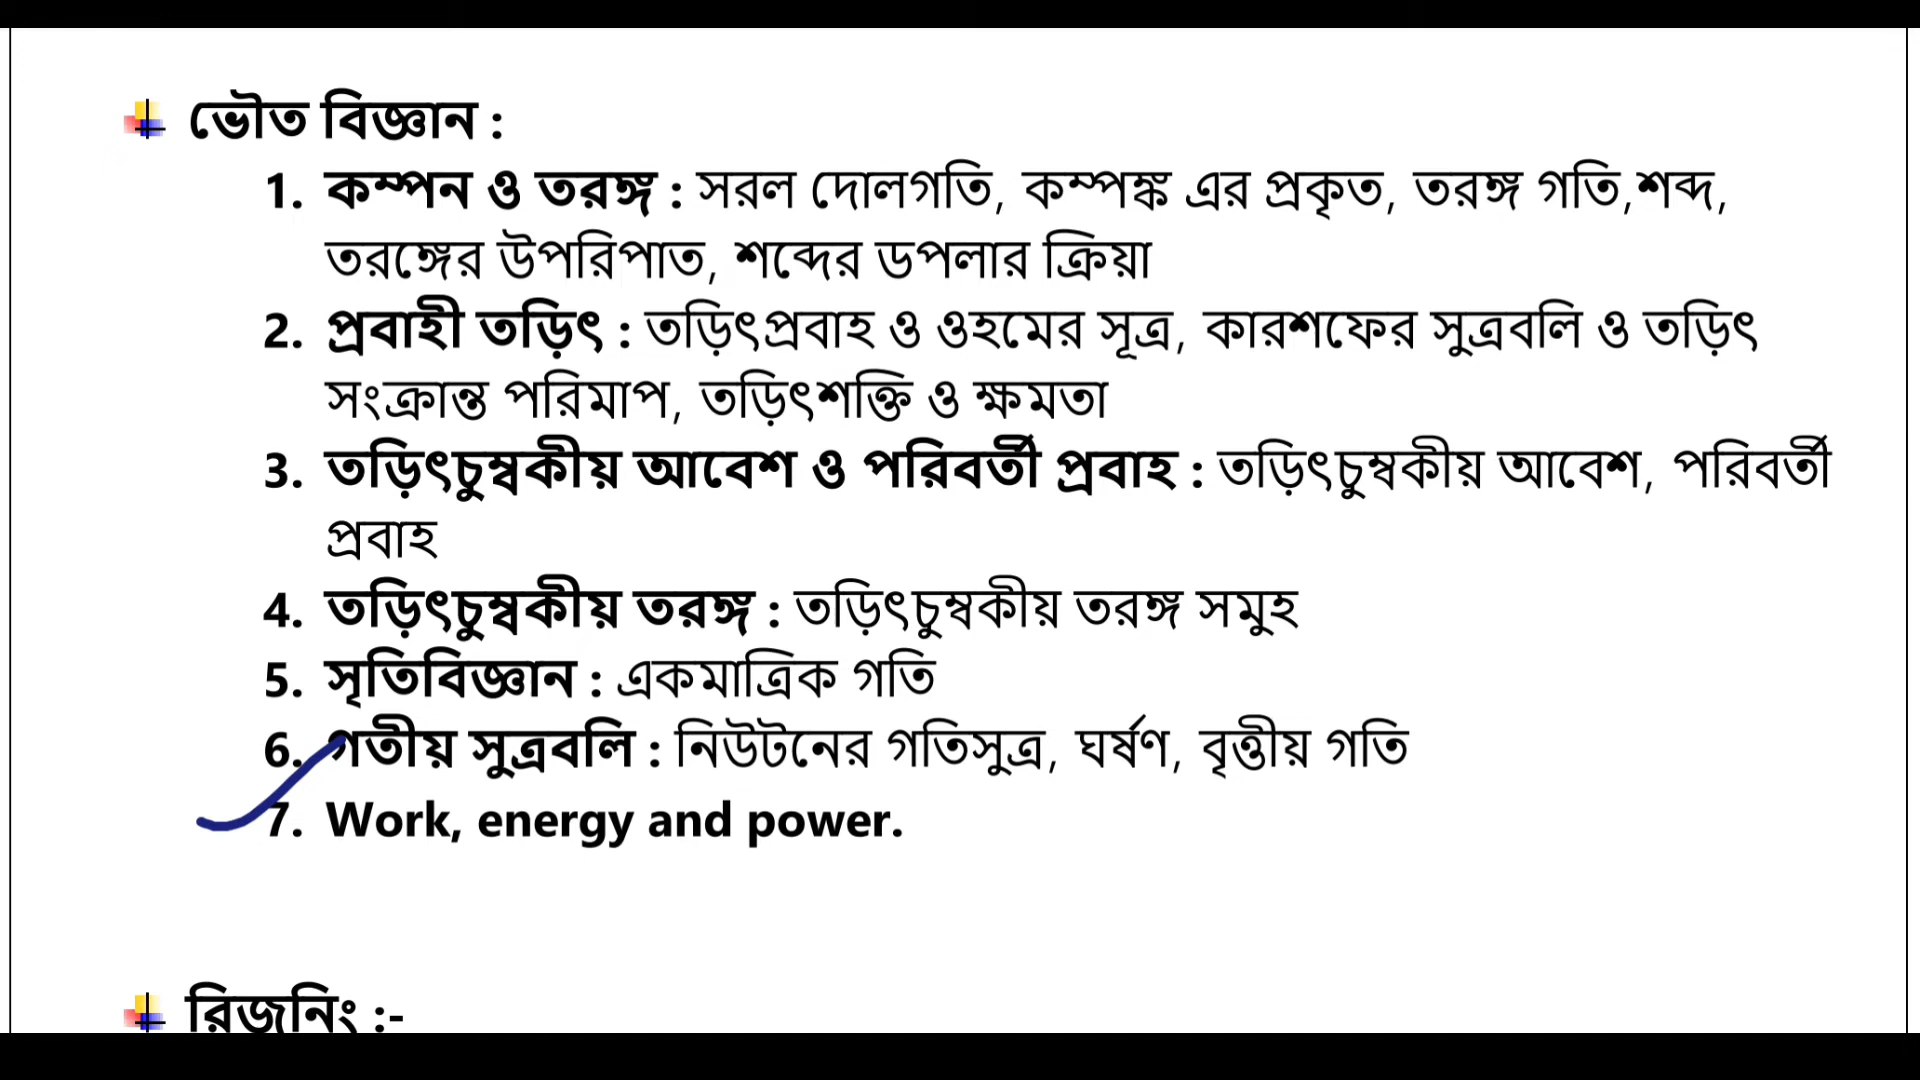 ভৌত বিজ্ঞান :
1. কম্পন ও তরঙ্গ : সরল দোলগতি, কম্পঙ্ক এর প্রকৃত, তরঙ্গ গতি,শব্দ,
তরঙ্গের উপরিপাত, শব্দের ডপলার ক্রিয়া
2. প্রবাহী তড়িৎ : তড়িৎপ্রবাহ ও ওহমের সূত্র, কারশফের সুত্রবলি ও তড়িৎ
সংক্রান্ত পরিমাপ, তড়িৎশক্তি ও ক্ষমতা
3. তড়িৎচুম্বকীয় আবেশ ও পরিবর্তী প্রবাহ : তড়িৎচুম্বকীয় আবেশ, পরিবর্তী
প্রবাহ
4. তড়িৎচুম্বকীয় তরঙ্গ : তড়িৎচুম্বকীয় তরঙ্গ সমুহ
5. সৃতিবিজ্ঞান : একমাত্রিক গতি
6. গতীয় সুত্রবলি : নিউটনের গতিসুত্র, ঘর্ষণ, বৃত্তীয় গতি
7. Work, energy and power.
রিজনিং :-